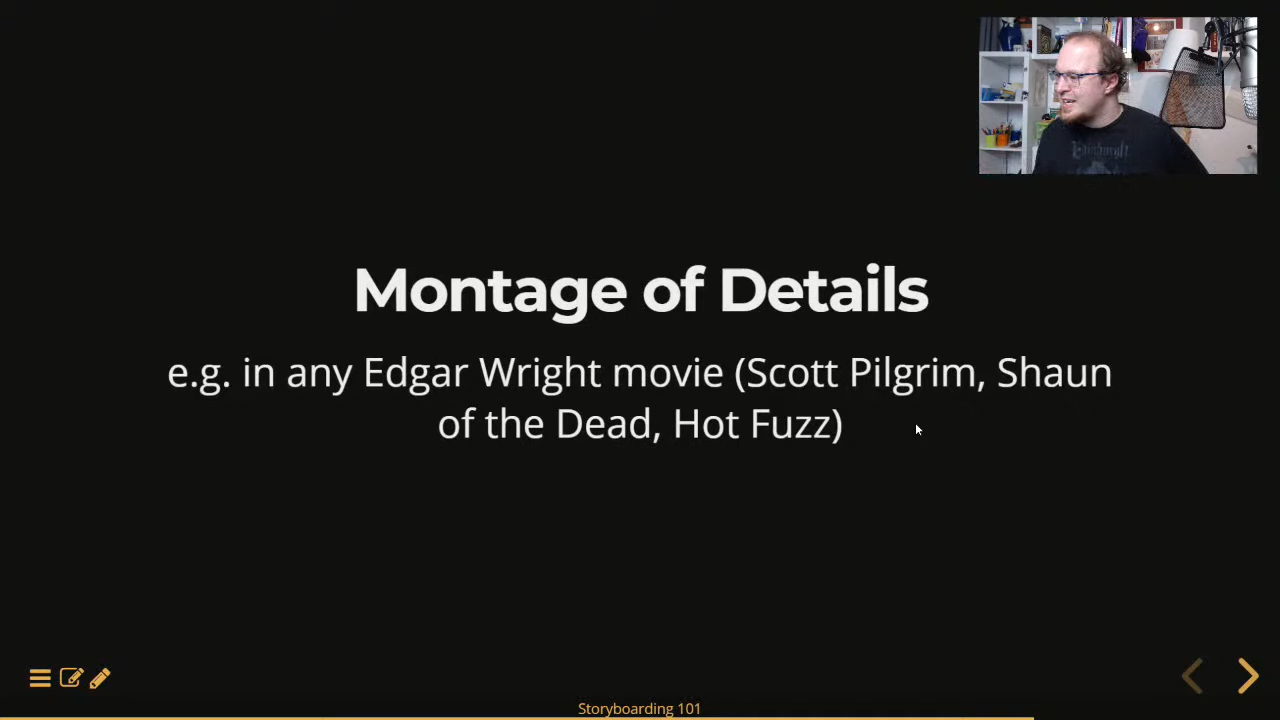 Montage of Details
e.g. in any Edgar Wright movie (Scott Pilgrim, Shaun
of the Dead, Hot Fuzz)
Storyboarding 101